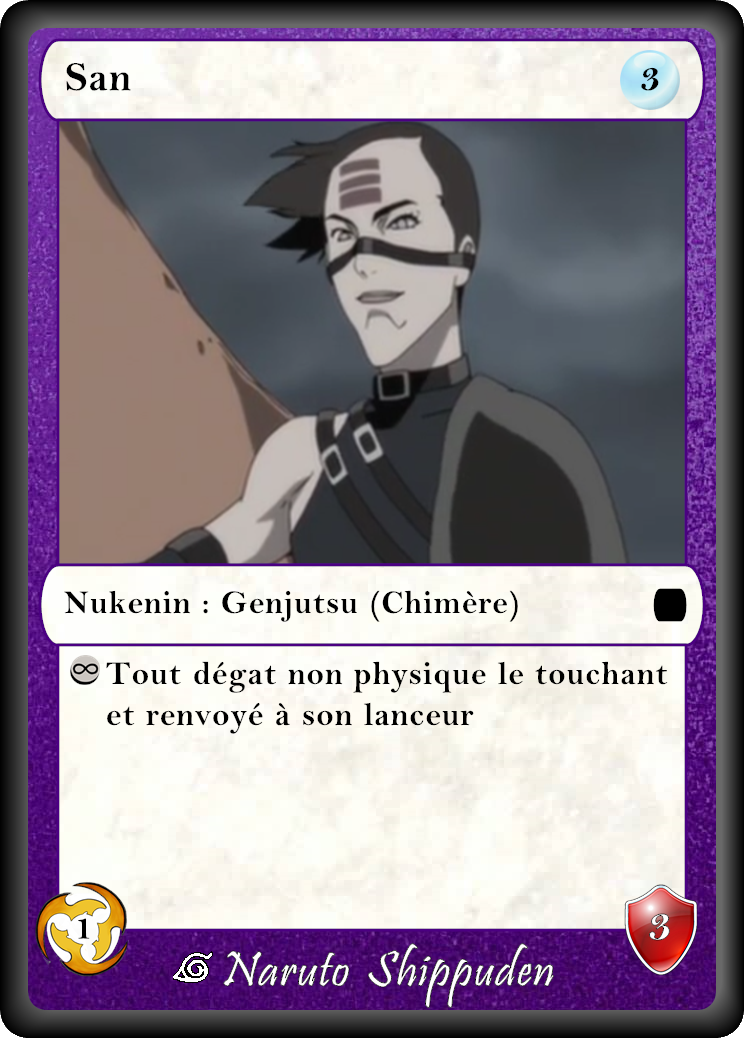 San
3
Nukenin : Genjutsu (Chimère)
∞ Tout dégat non physique le touchant
et renvoyé à son lanceur
1
3
Naruto Shippuden